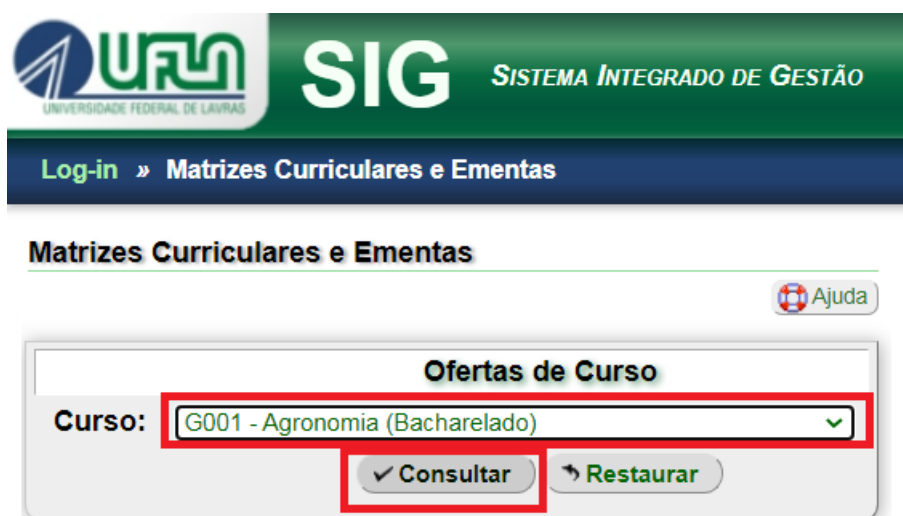 UFLA
UNIVERSIDADE FEDERAL DE LAVRAS
SIG SISTEMA INTEGRADO DE GESTÃO
Log-in » Matrizes Curriculares e Ementas
Matrizes Curriculares e Ementas
Ajuda
Ofertas de Curso
Curso: G001 - Agronomia (Bacharelado)
Consultar Restaurar